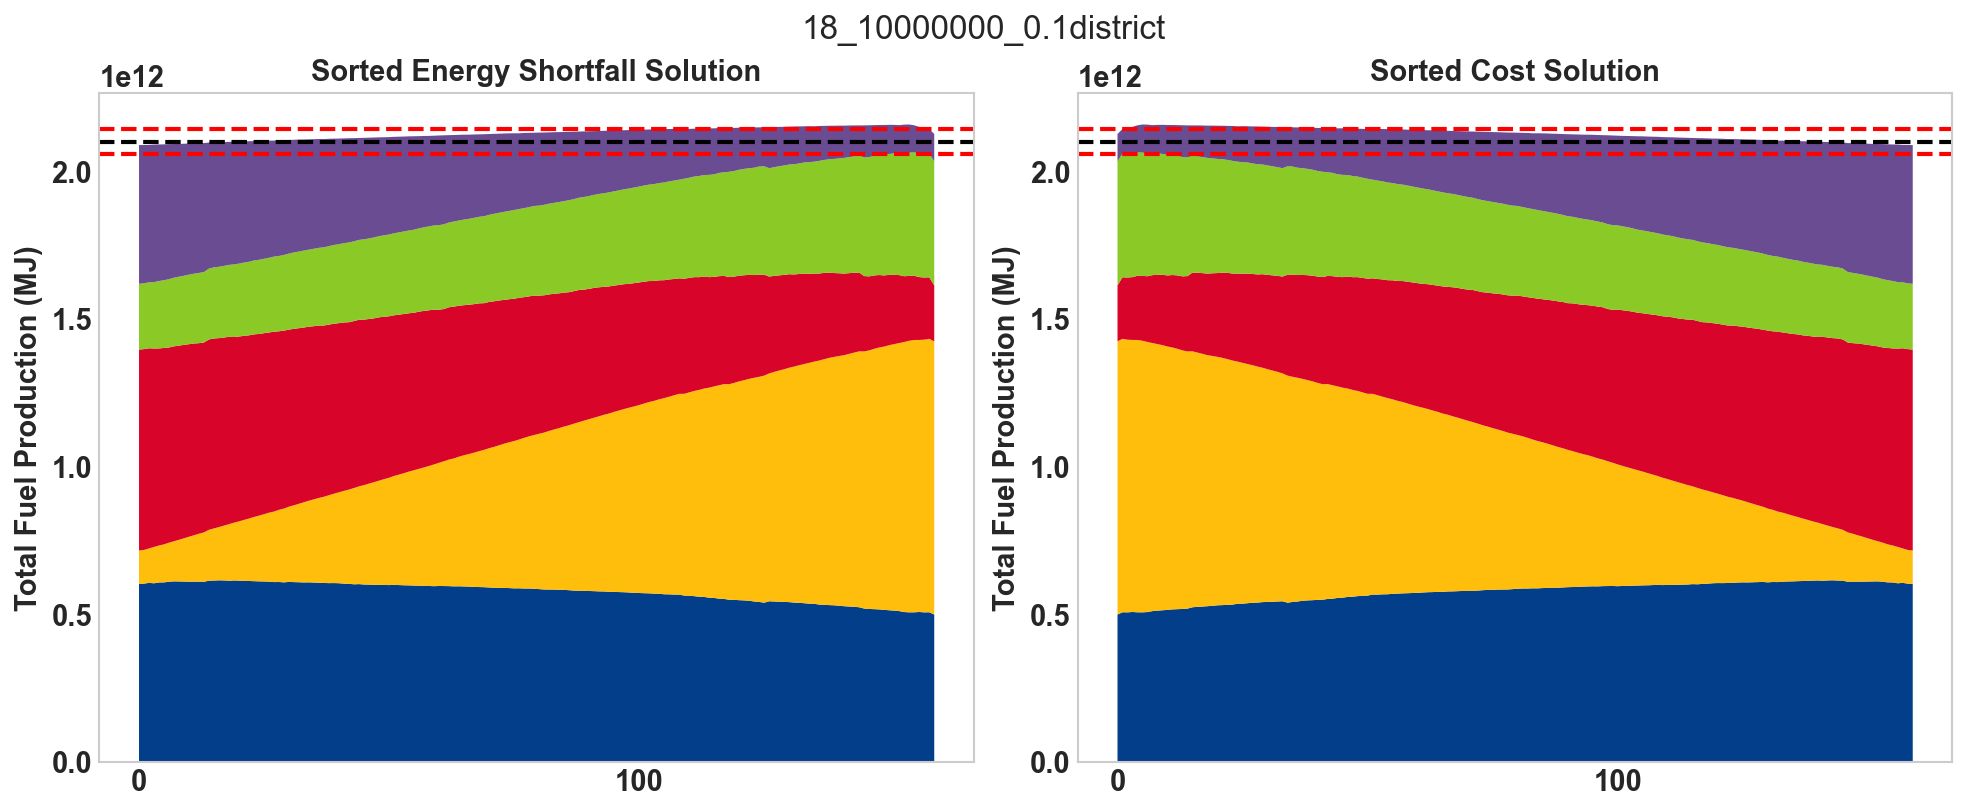 18_10000000_0.1district
Sorted Energy Shortfall Solution
1e12
Total Fuel Production (MJ)
2.0
1.5
1.0
0.5
0.0
0
100
Sorted Cost Solution
1e12
Total Fuel Production (MJ)
2.0
1.5
1.0
0.5
0.0
0
100